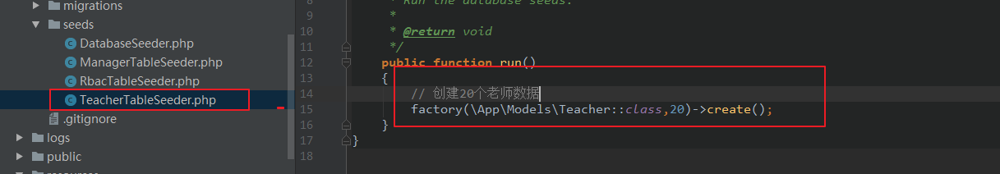 migrations
seeds
DatabaseSeeder.php
ManagerTableSeeder.php
RbacTableSeeder.php
TeacherTableSeeder.php
.gitignore
logs
public
8 * Run the database seeds.
9 *
10 * @return void
11 */
12 public function run()
13 {
14 // 创建20个老师数据
15 factory(\App\Models\Teacher::class,20)->create();
16 }
17 }
18